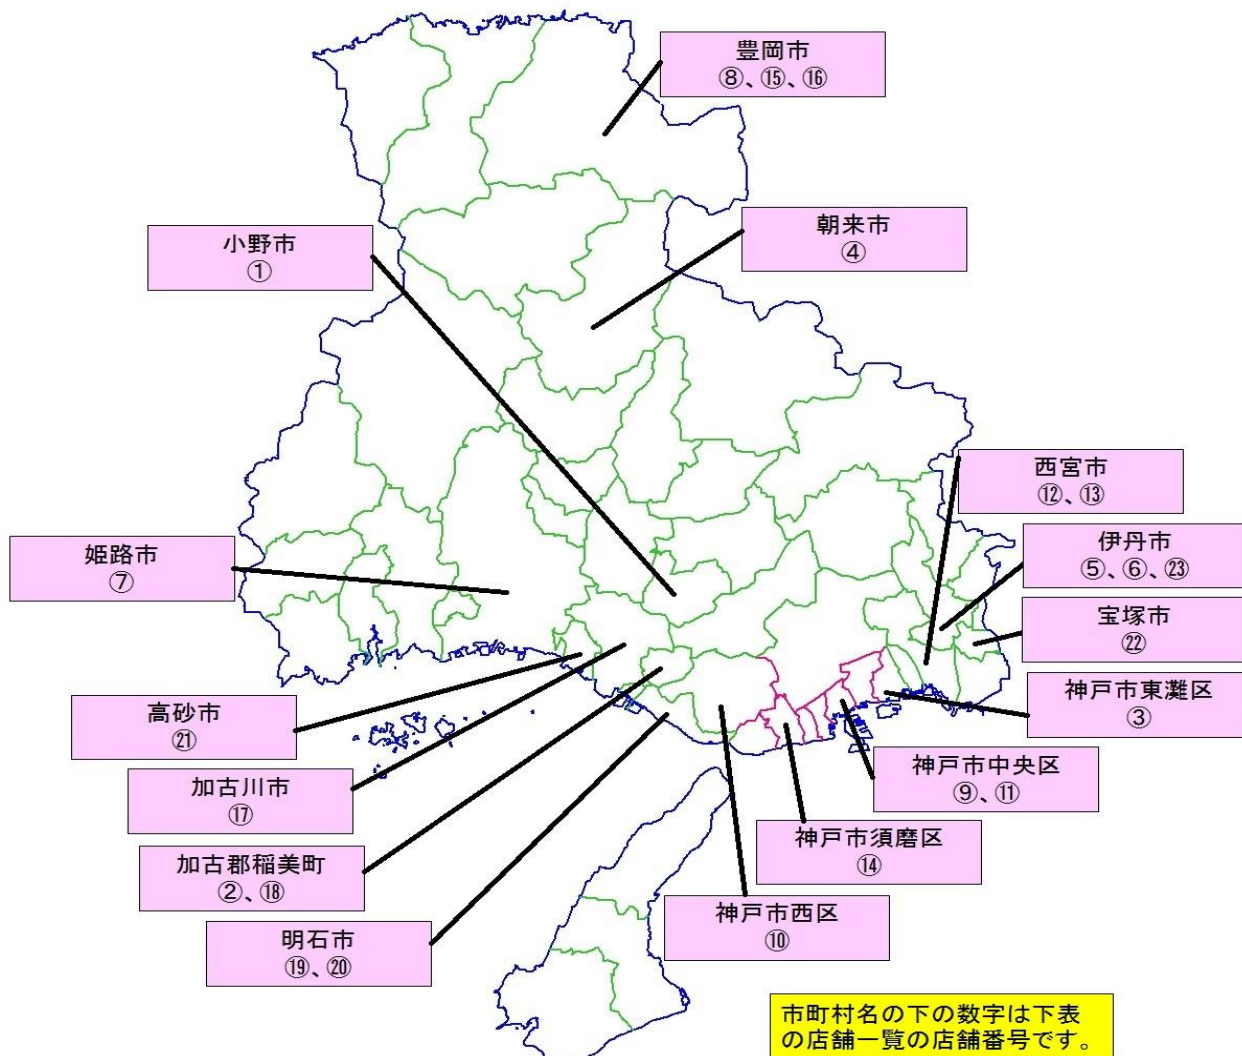 豊岡市
⑧、⑮、⑯
朝来市
④
小野市
①
西宮市
⑫、⑬
伊丹市
⑤、⑥、㉓
宝塚市
㉒
姫路市
⑦
神戸市東灘区
③
高砂市
㉑
神戸市中央区
⑨、⑪
加古川市
⑰
神戸市須磨区
⑭
加古郡稲美町
②、⑱
神戸市西区
⑩
明石市
⑲、⑳
市町村名の下の数字は下表
の店舗一覧の店舗番号です。